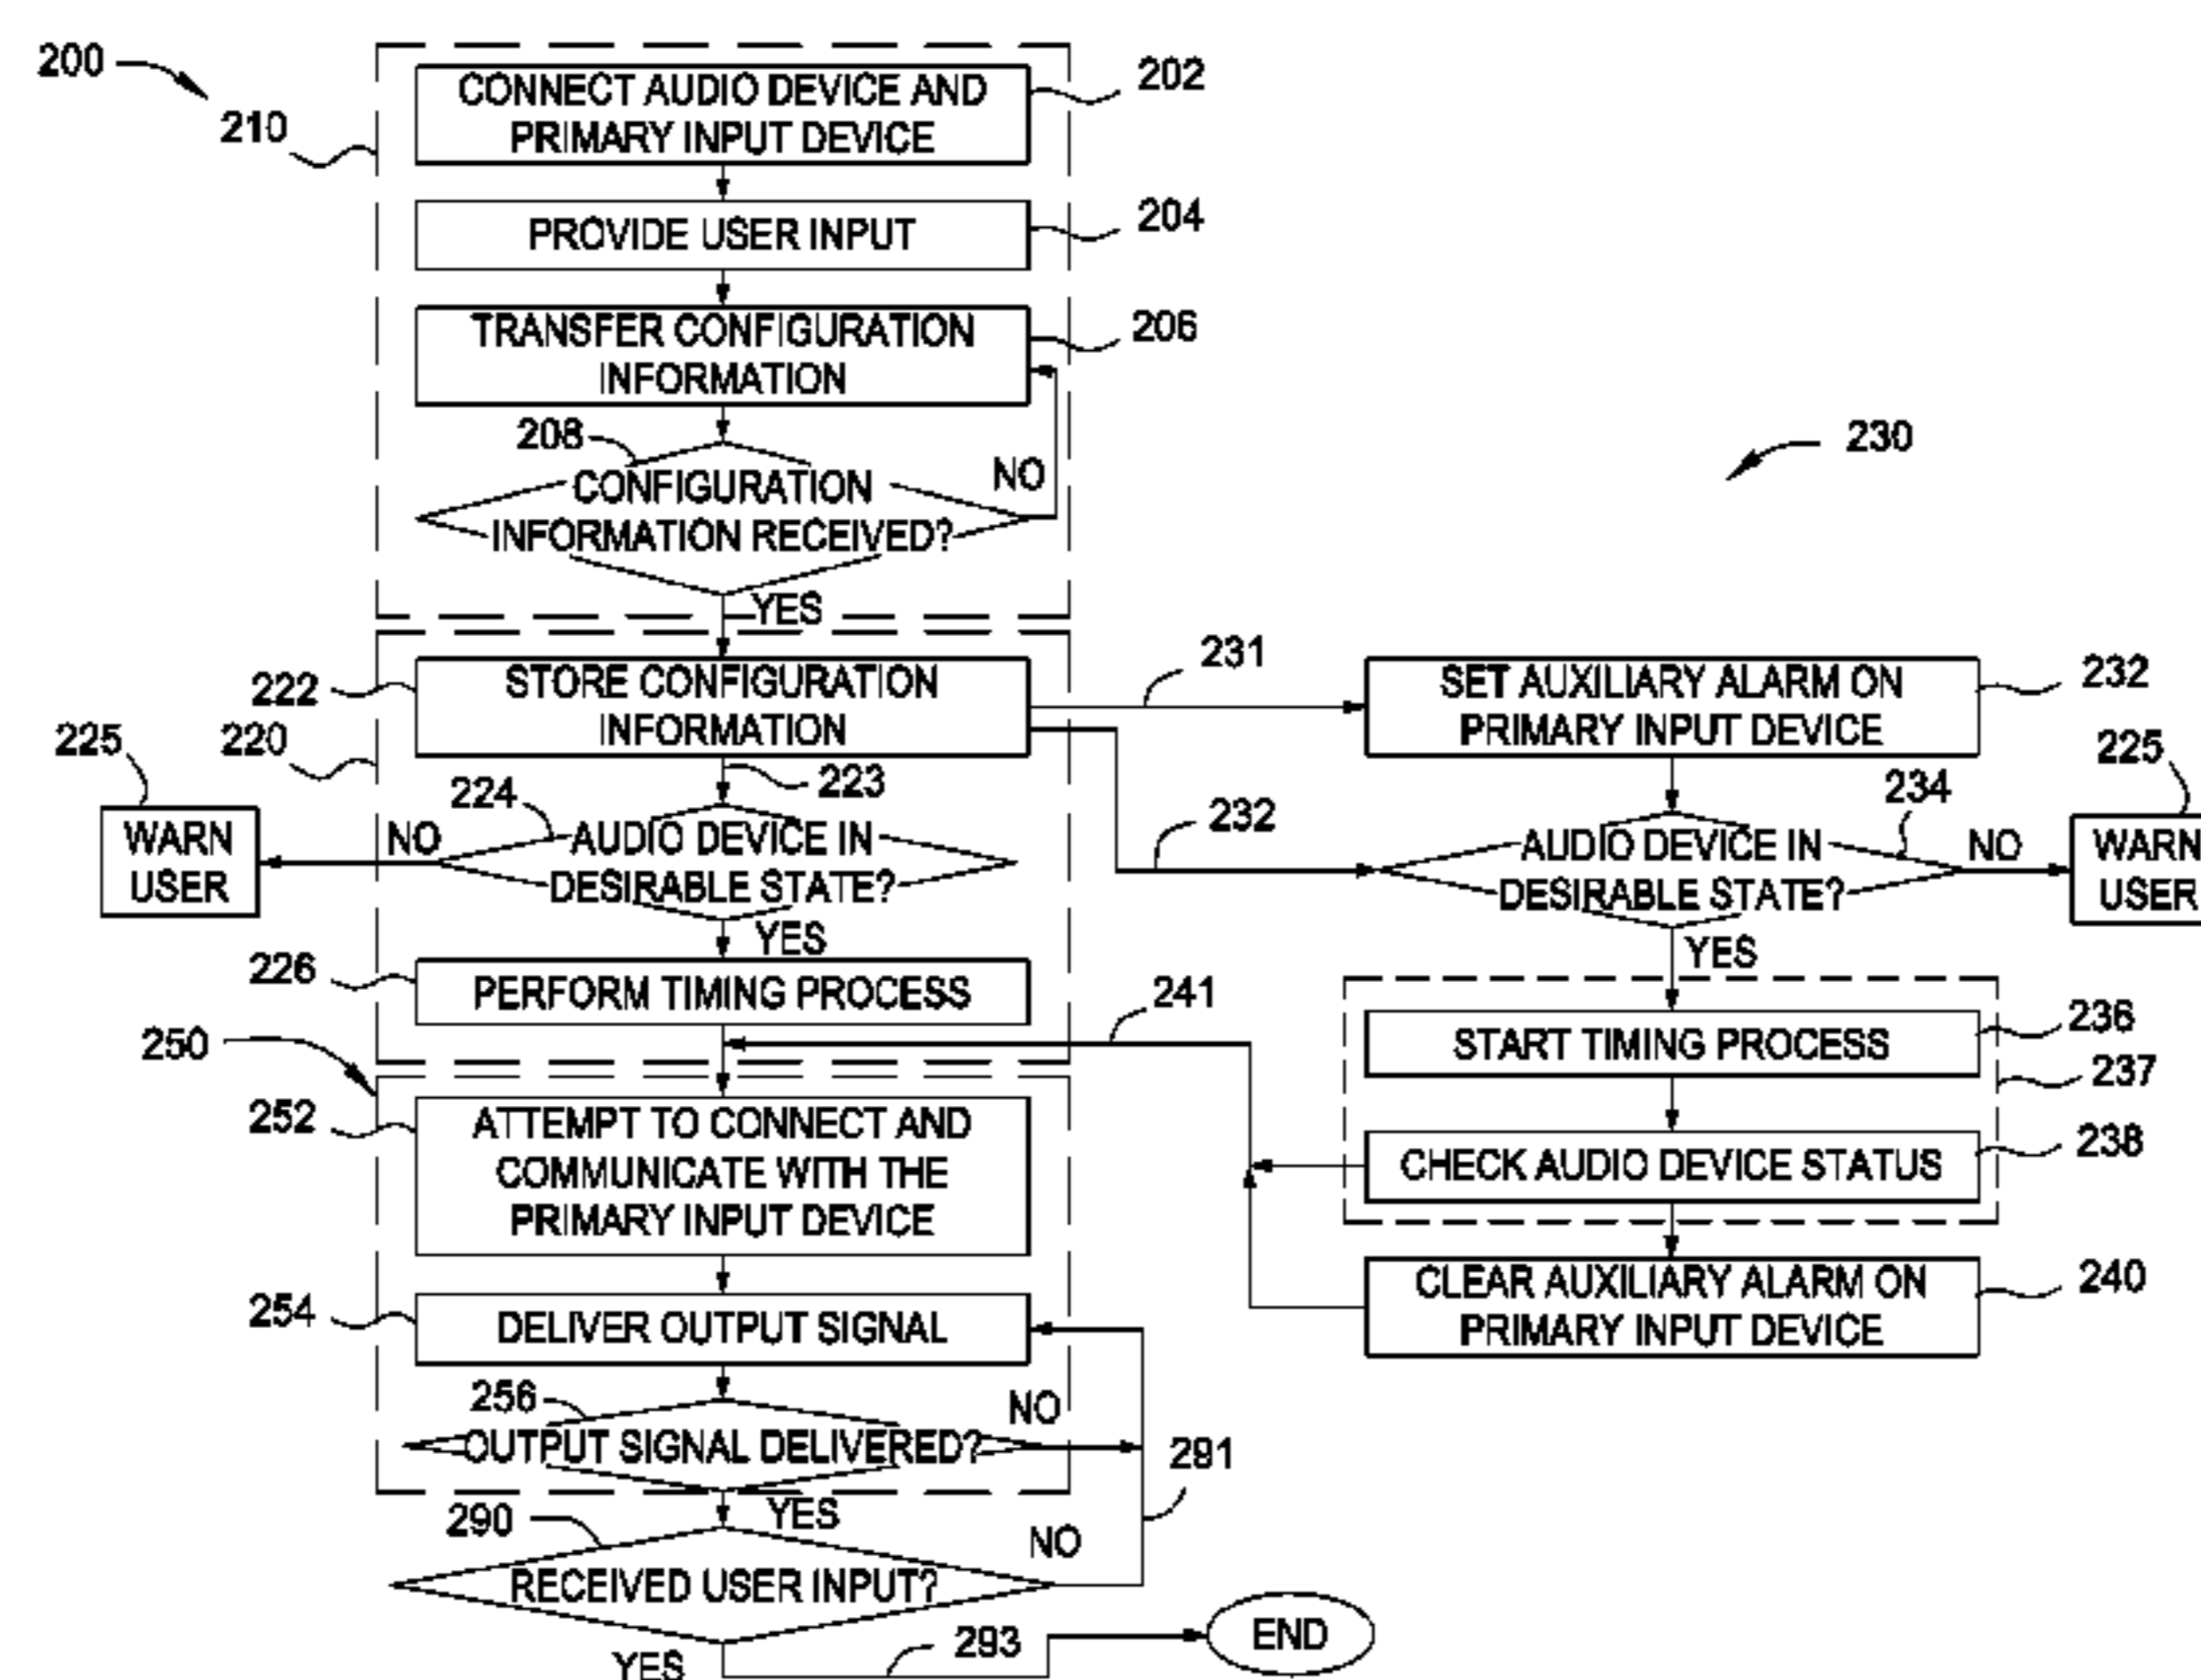 200
210
CONNECT AUDIO DEVICE AND
PRIMARY INPUT DEVICE
202
PROVIDE USER INPUT
204
TRANSFER CONFIGURATION
INFORMATION
206
208
CONFIGURATION
INFORMATION RECEIVED?
NO
YES
230
222
STORE CONFIGURATION
INFORMATION
231
SET AUXILIARY ALARM ON
PRIMARY INPUT DEVICE
232
225
220
223
WARN
USER
NO
224
AUDIO DEVICE IN
DESIRABLE STATE?
YES
232
AUDIO DEVICE IN
DESIRABLE STATE?
234
NO
225
WARN
USER
YES
226
PERFORM TIMING PROCESS
241
START TIMING PROCESS
236
237
CHECK AUDIO DEVICE STATUS
238
250
252
ATTEMPT TO CONNECT AND
COMMUNICATE WITH THE
PRIMARY INPUT DEVICE
CLEAR AUXILIARY ALARM ON
PRIMARY INPUT DEVICE
240
254
DELIVER OUTPUT SIGNAL
256
OUTPUT SIGNAL DELIVERED?
NO
291
YES
290
RECEIVED USER INPUT?
NO
YES
293
END